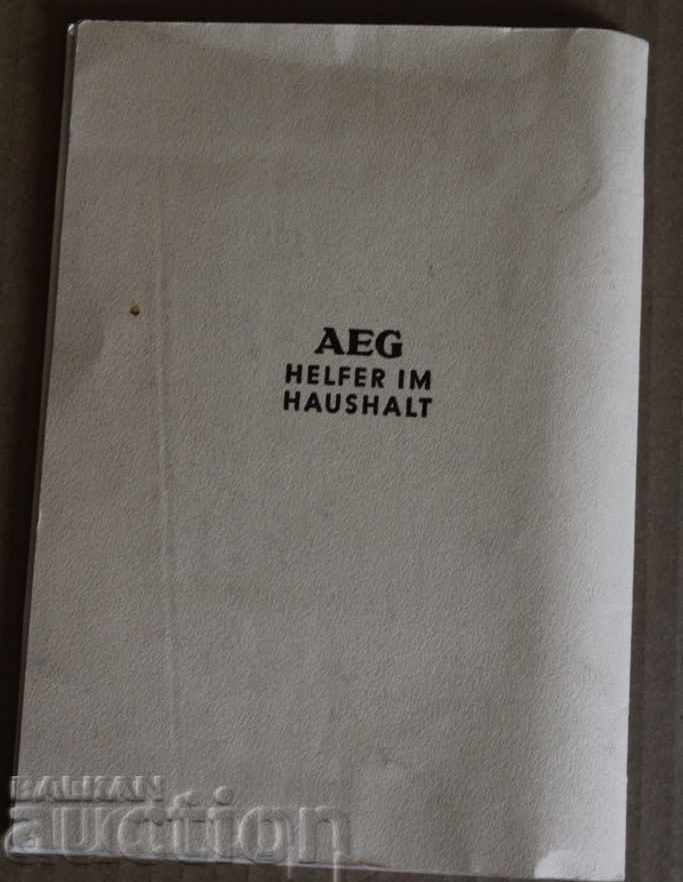 AEG
HELFER IM
HAUSHALT
BALKAN
auction